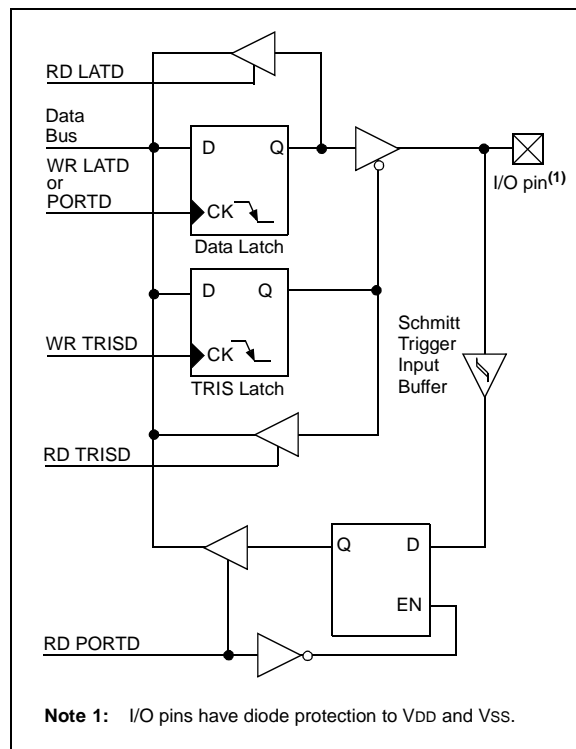 RD LATD
Data
Bus
D Q
WR LATD
or
PORTD
CK
Data Latch
I/O pin(1)
D Q
WR TRISD
CK
TRIS Latch
Schmitt
Trigger
Input
Buffer
RD TRISD
Q D
EN
RD PORTD
Note 1: I/O pins have diode protection to VDD and VSS.